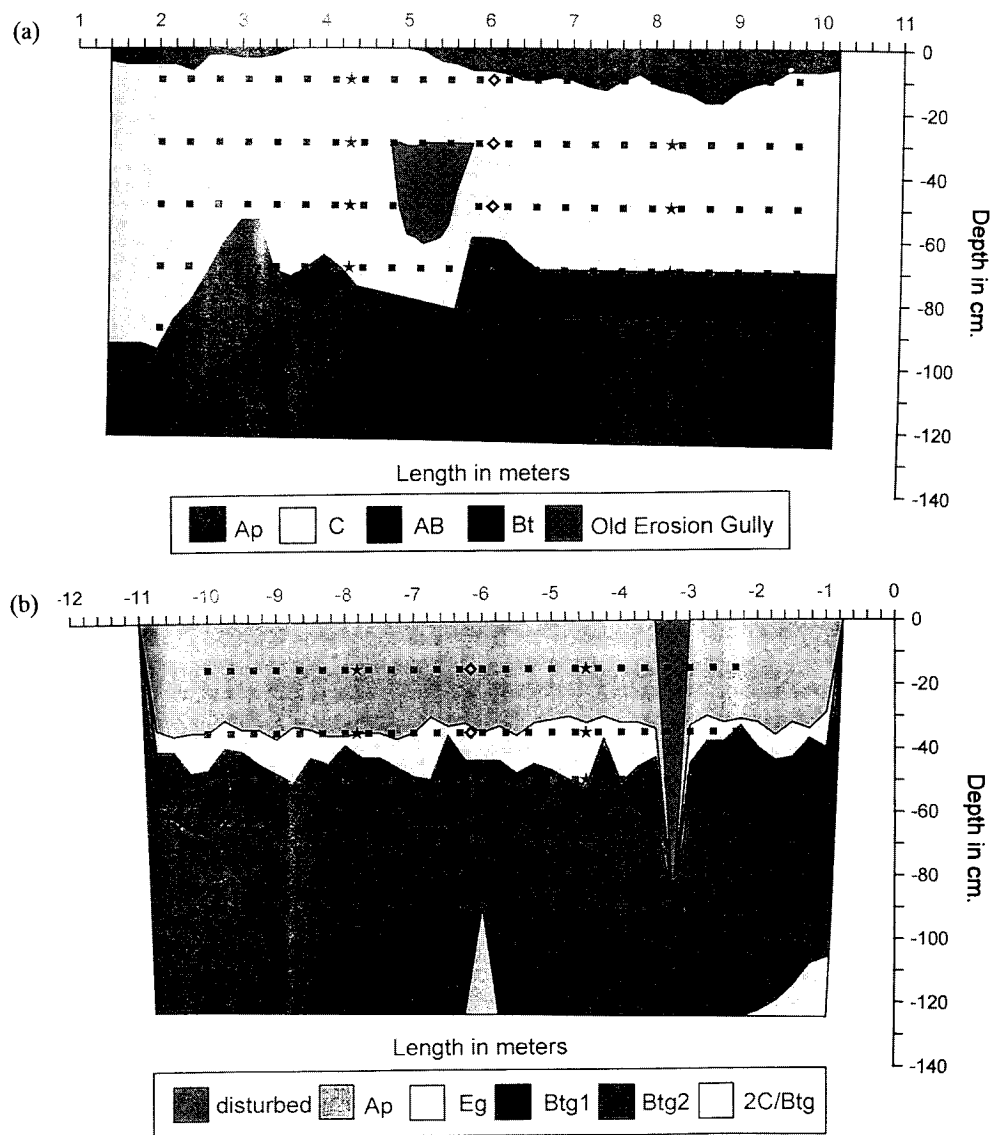 (a)
1 2 3 4 5 6 7 8 9 10 11
0
-20
-40
-60
-80
-100
-120
-140
Depth in cm.
Length in meters
Ap C AB Bt Old Erosion Gully
(b)
-12 -11 -10 -9 -8 -7 -6 -5 -4 -3 -2 -1 0
0
-20
-40
-60
-80
-100
-120
-140
Depth in cm.
Length in meters
disturbed Ap Eg Btg1 Btg2 2C/Btg